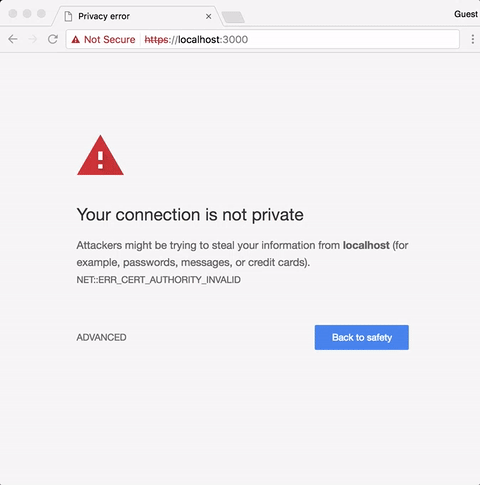 Privacy error
Guest
Not Secure https://localhost:3000
Your connection is not private
Attackers might be trying to steal your information from localhost (for
example, passwords, messages, or credit cards).
NET::ERR_CERT_AUTHORITY_INVALID
ADVANCED
Back to safety